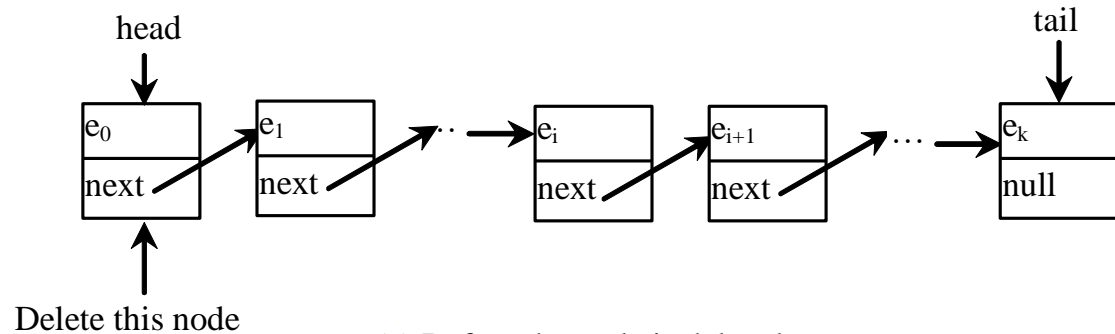 head
tail
e0
e1
..
ei
ei+1
...
ek
next
next
next
next
null
Delete this node